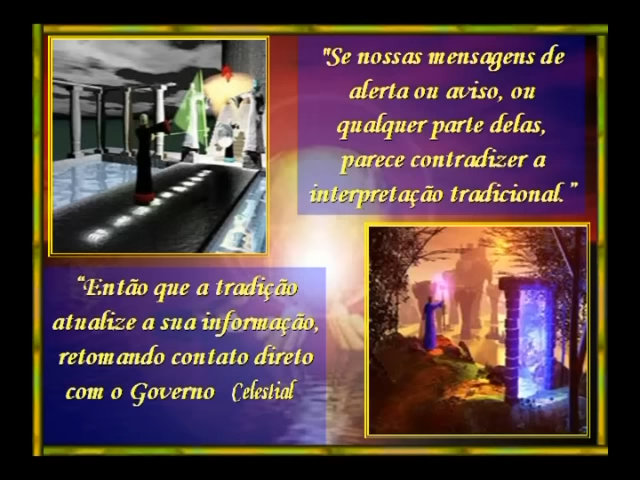 "Se nossas mensagens de
alerta ou aviso, ou
qualquer parte delas,
parece contradizer a
interpretação tradicional."
"Então que a tradição
atualize a sua informação,
retomando contato direto
com o Governo Celestial